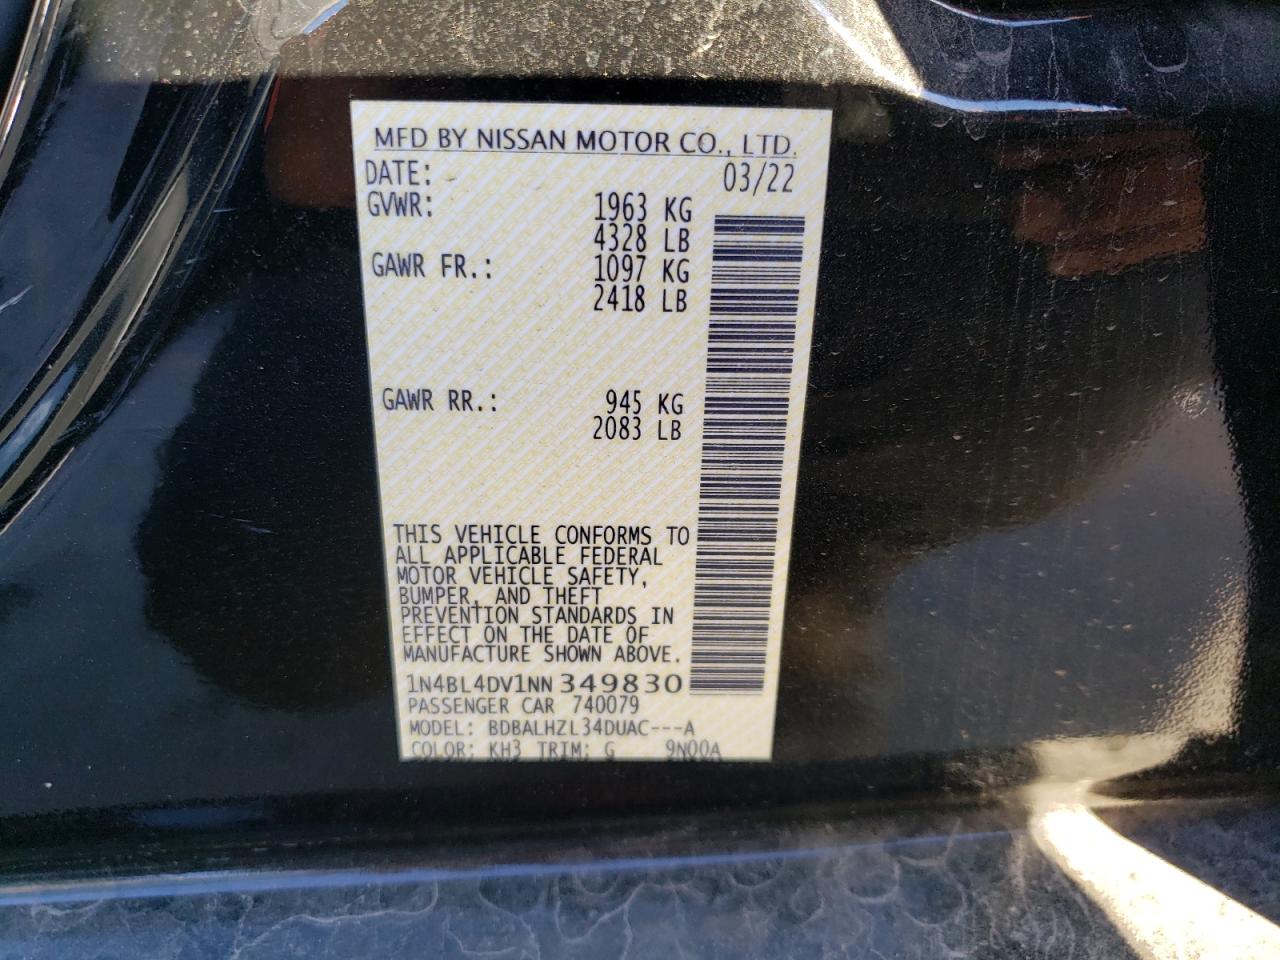 MFD BY NISSAN MOTOR CO., LTD.
DATE: 03/22
GVWR: 1963 KG
4328 LB
GAWR FR.: 1097 KG
2418 LB
GAWR RR.: 945 KG
2083 LB
THIS VEHICLE CONFORMS TO
ALL APPLICABLE FEDERAL
MOTOR VEHICLE SAFETY,
BUMPER, AND THEFT
PREVENTION STANDARDS IN
EFFECT ON THE DATE OF
MANUFACTURE SHOWN ABOVE.
1N4BL4DV1NN349830
PASSENGER CAR 740079
MODEL: BDBALHZL34DUAC---A
COLOR: KH3 TRIM: G 9N00A